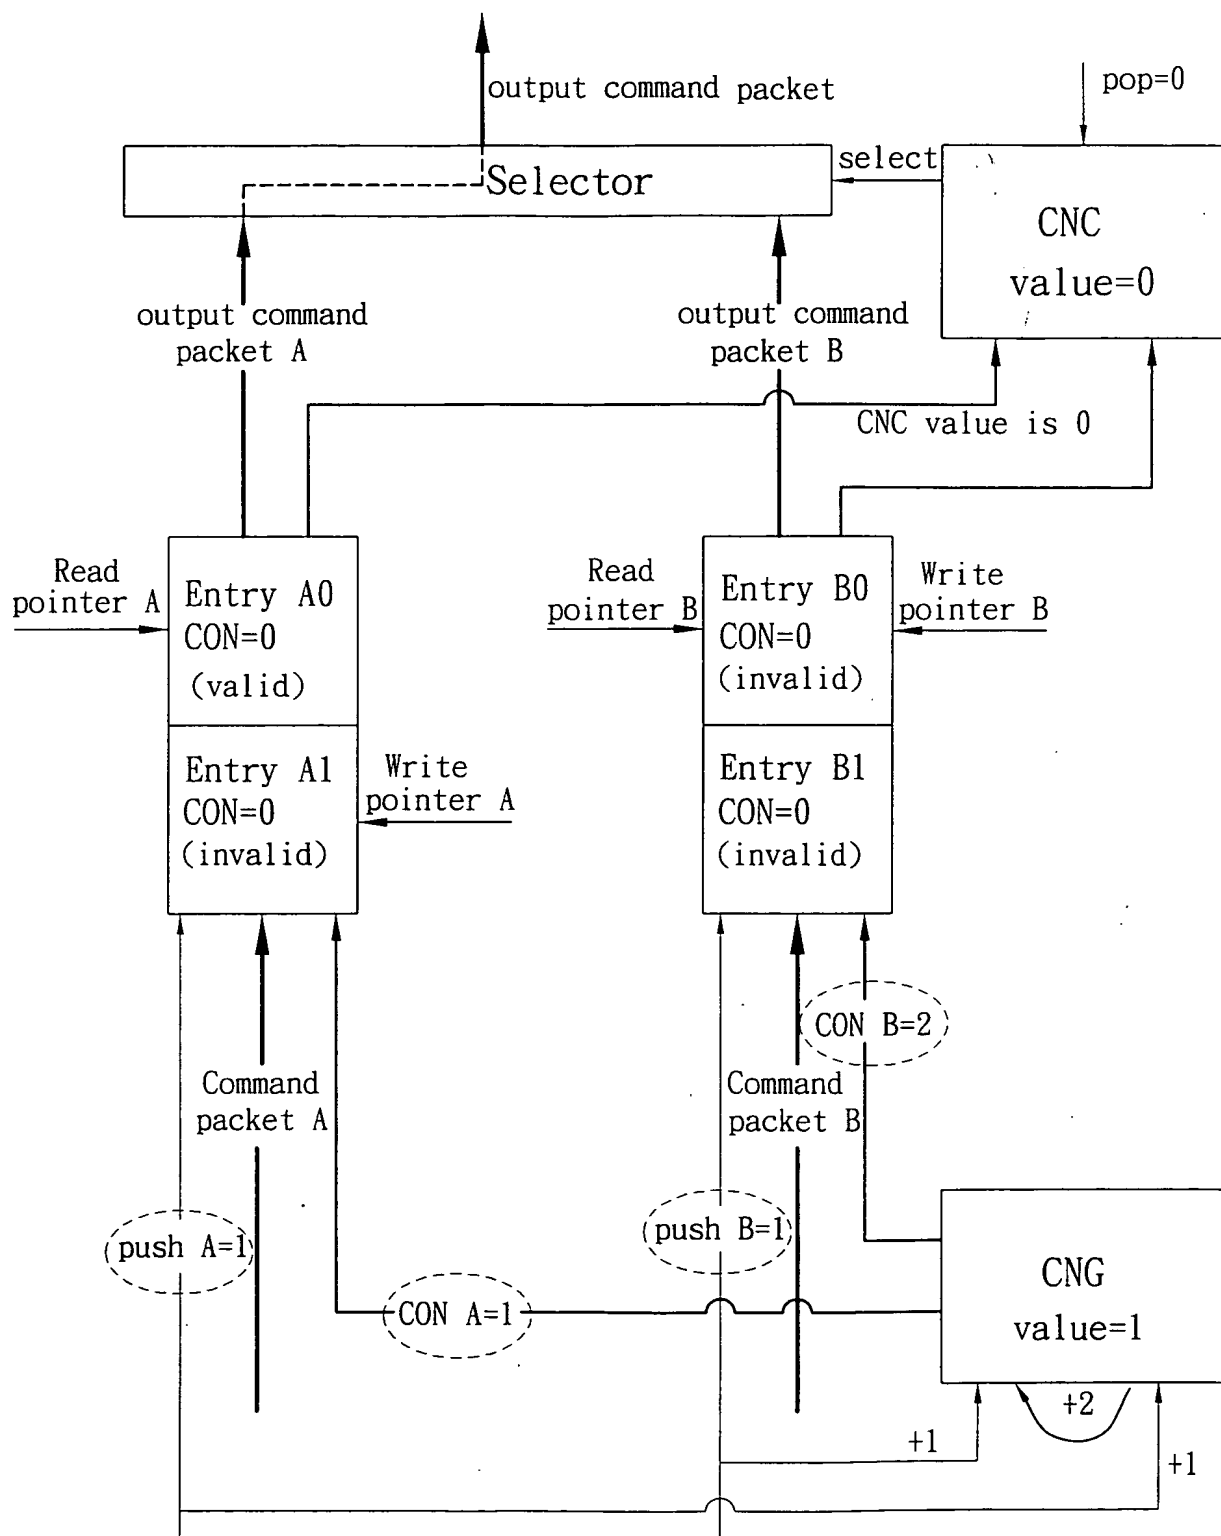 output command packet
pop=0
select
Selector
CNC
value=0
output command
packet A
output command
packet B
CNC value is 0
Read
pointer A
Entry A0
CON=0
(valid)
Read
pointer B
Entry B0
CON=0
(invalid)
Write
pointer B
Entry A1
CON=0
(invalid)
Write
pointer A
Entry B1
CON=0
(invalid)
CON B=2
Command
packet A
Command
packet B
push A=1
push B=1
CON A=1
CNG
value=1
+2
+1
+1